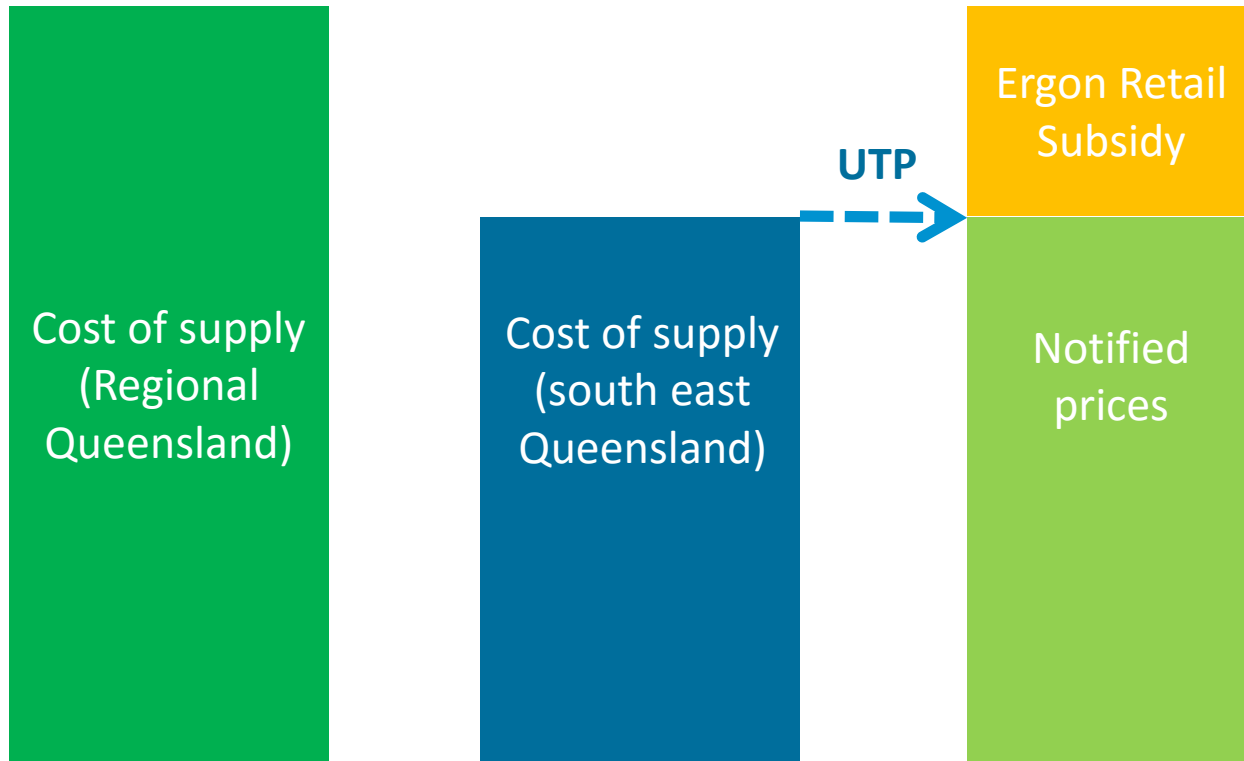 Cost of supply
(Regional
Queensland)
Cost of supply
(south east
Queensland)
UTP
Ergon Retail
Subsidy
Notified
prices